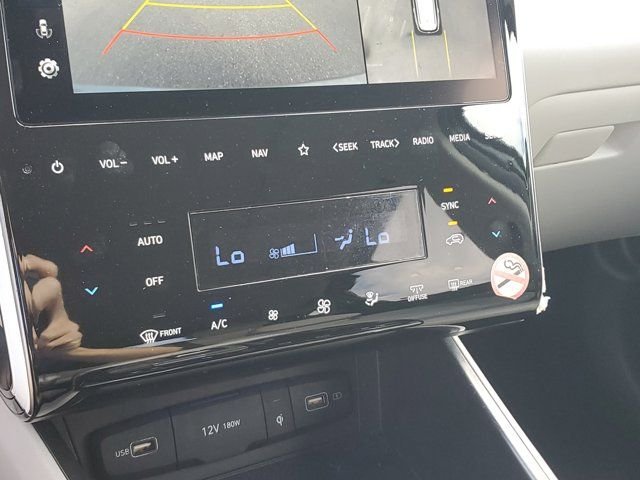 VOL− VOL+ MAP NAV <SEEK TRACK> RADIO MEDIA
SYNC
AUTO
Lo Lo
OFF
FRONT A/C DIFFUSE REAR
USB 12V 180W qi